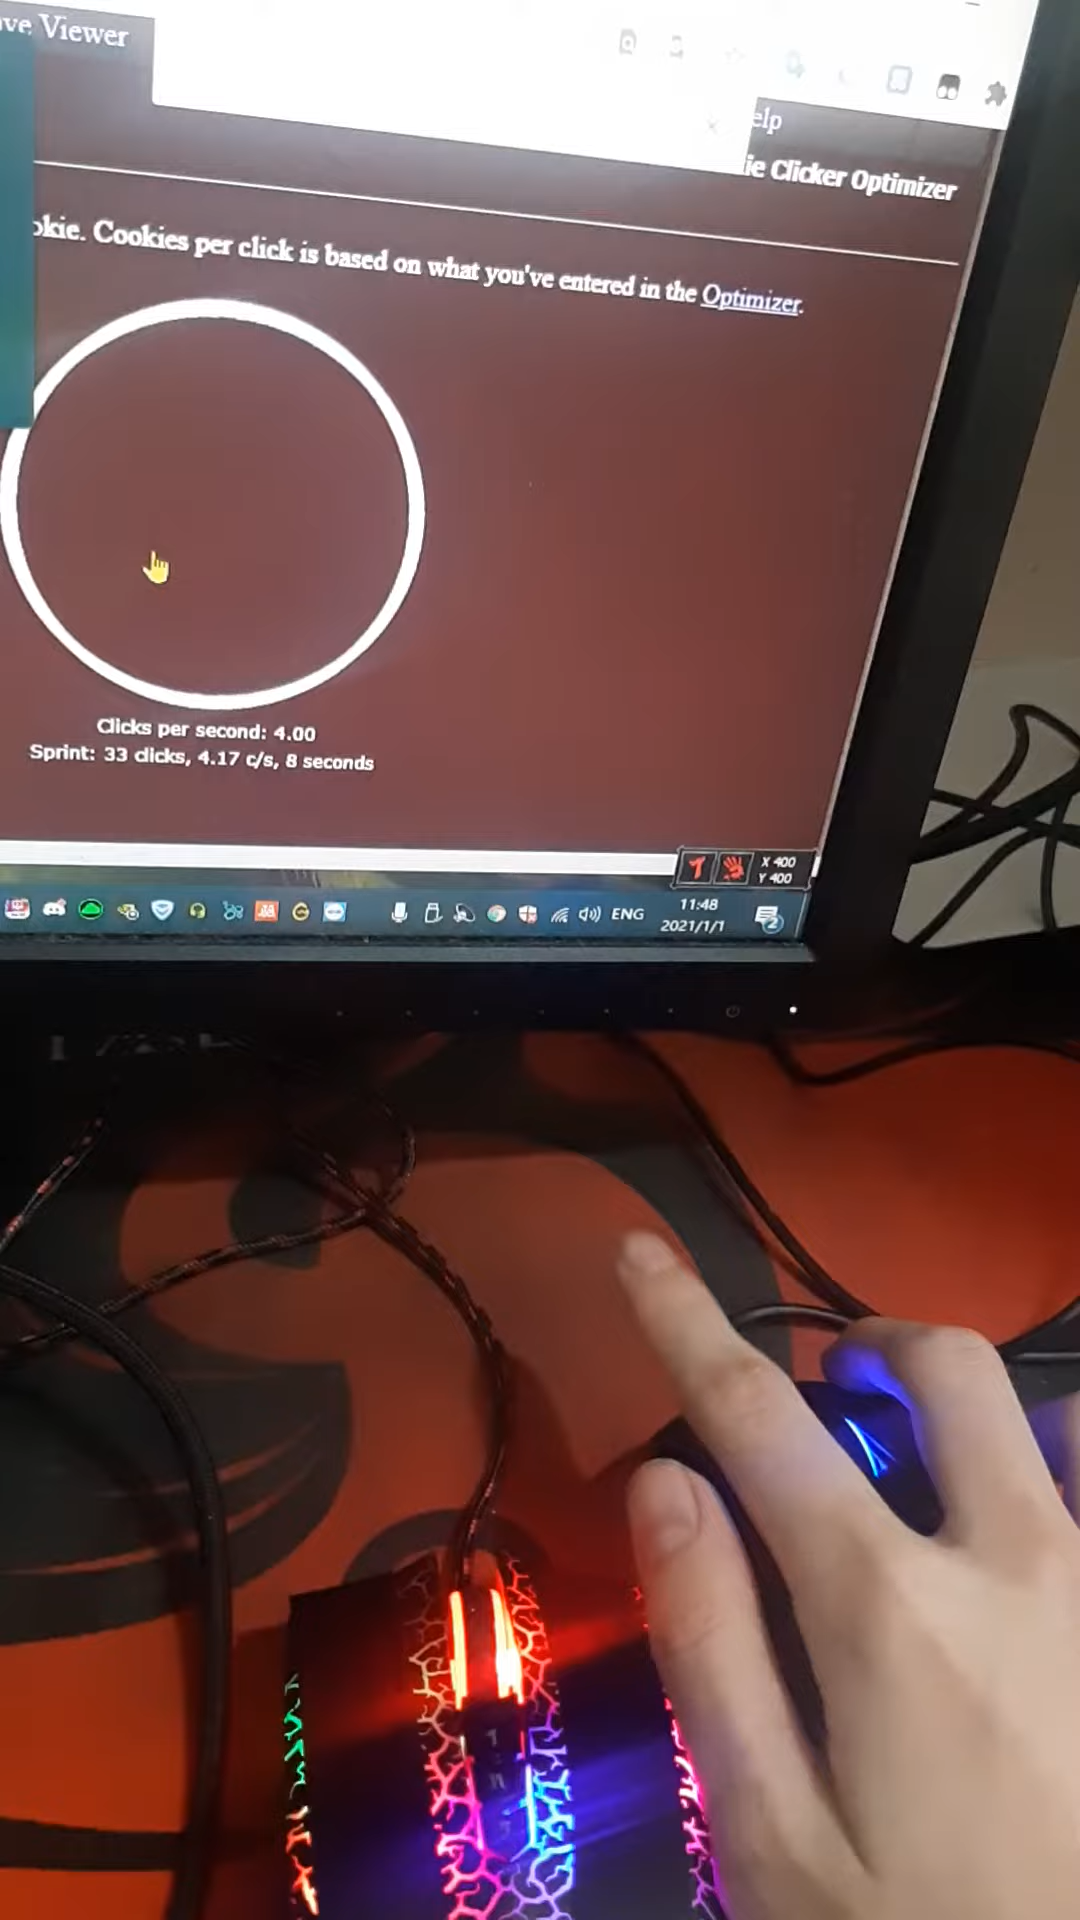 ve Viewer
elp
ie Clicker Optimizer
okie. Cookies per click is based on what you've entered in the Optimizer.
Clicks per second: 4.00
Sprint: 33 clicks, 4.17 c/s, 8 seconds
X 400
Y 400
ENG
11:48
2021/1/1
2